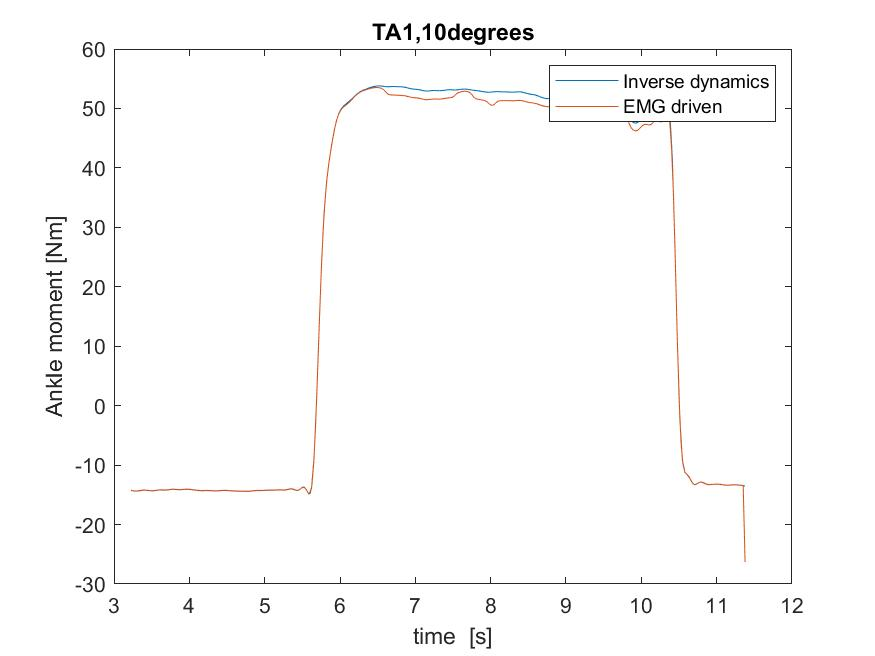 TA1,10degrees
60
50
40
30
20
10
0
-10
-20
-30
Ankle moment [Nm]
Inverse dynamics
EMG driven
3 4 5 6 7 8 9 10 11 12
time [s]